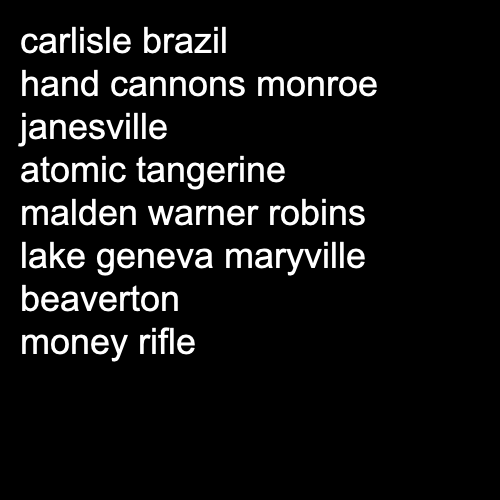 carlisle brazil
hand cannons monroe
janesville
atomic tangerine
malden warner robins
lake geneva maryville
beaverton
money rifle